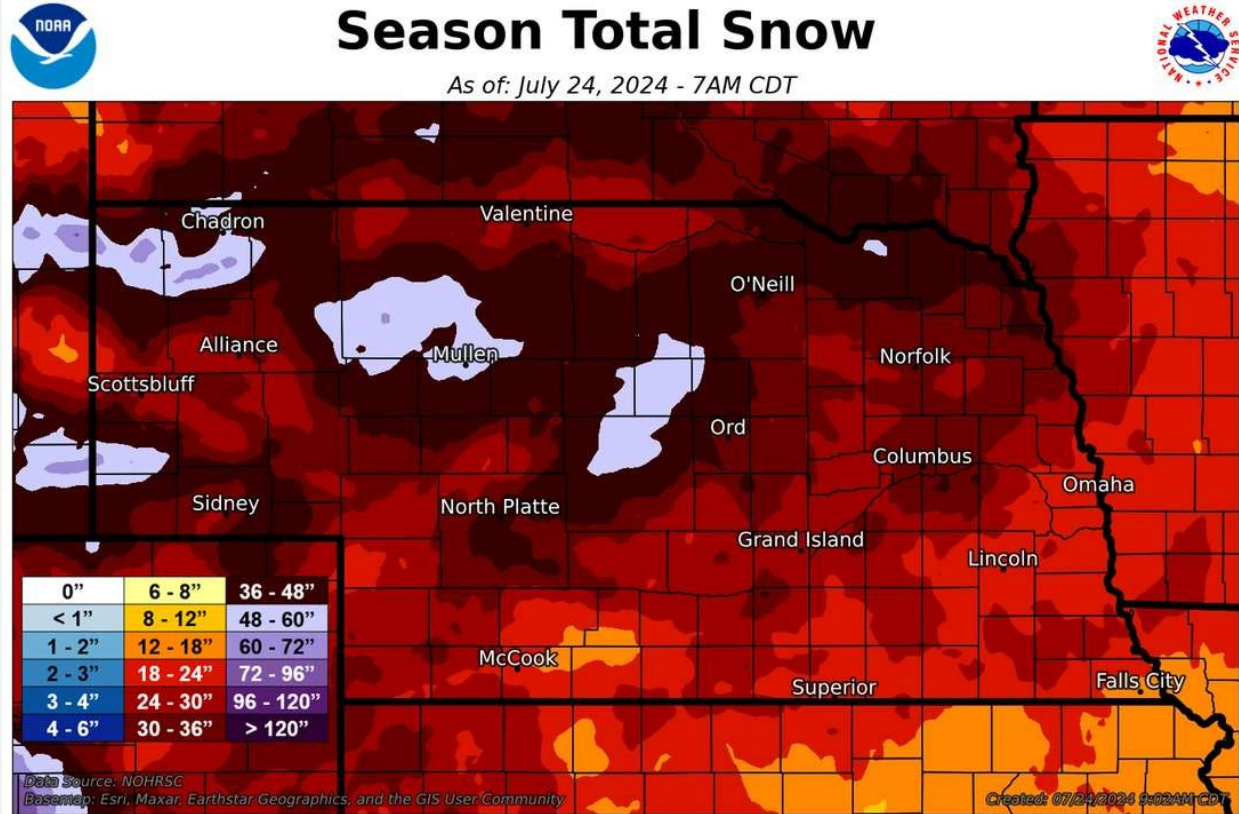 NOAA
Season Total Snow
NATIONAL WEATHER SERVICE
As of: July 24, 2024 - 7AM CDT
Chadron
Valentine
O'Neill
Alliance
Mullen
Norfolk
Scottsbluff
Ord
Columbus
Omaha
Sidney
North Platte
Grand Island
Lincoln
McCook
Superior
Falls City
0” 6 - 8” 36 - 48”
< 1” 8 - 12” 48 - 60”
1 - 2” 12 - 18” 60 - 72”
2 - 3” 18 - 24” 72 - 96”
3 - 4” 24 - 30” 96 - 120”
4 - 6” 30 - 36” > 120”
Data Source: NOHRSC
Basemap: Esri, Maxar, Earthstar Geographics, and the GIS User Community
Created: 07/24/2024 9:02AM CDT